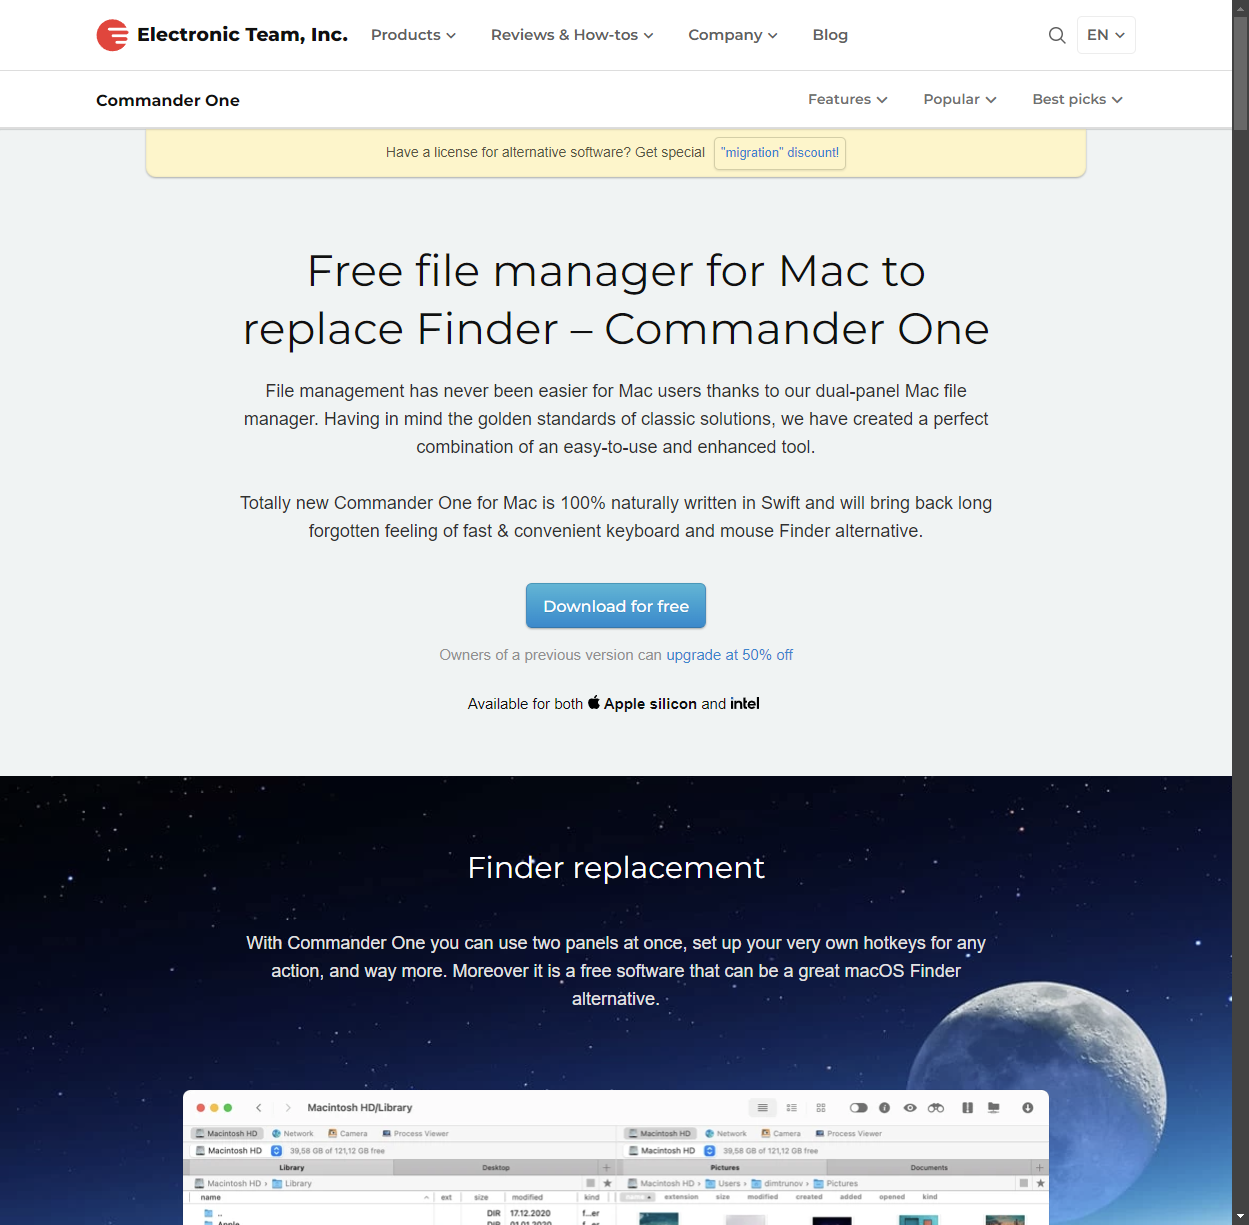 Electronic Team, Inc. Products Reviews & How-tos Company Blog EN
Commander One Features Popular Best picks
Have a license for alternative software? Get special "migration" discount!
Free file manager for Mac to
replace Finder – Commander One
File management has never been easier for Mac users thanks to our dual-panel Mac file
manager. Having in mind the golden standards of classic solutions, we have created a perfect
combination of an easy-to-use and enhanced tool.
Totally new Commander One for Mac is 100% naturally written in Swift and will bring back long
forgotten feeling of fast & convenient keyboard and mouse Finder alternative.
Download for free
Owners of a previous version can upgrade at 50% off
Available for both Apple silicon and intel
Finder replacement
With Commander One you can use two panels at once, set up your very own hotkeys for any
action, and way more. Moreover it is a free software that can be a great macOS Finder
alternative.
Macintosh HD/Library
Macintosh HD Network Camera Process Viewer Macintosh HD Network Camera Process Viewer
Macintosh HD 39,58 GB of 121,12 GB free Macintosh HD 39,58 GB of 121,12 GB free
Library Desktop + Pictures Documents +
Macintosh HD › Library Macintosh HD › Users › dimtrunov › Pictures
name ext size modified kind name extension size modified created added opened kind
.. DIR 17.12.2020 f...er
Apple DIR 01.01.2020 f...er